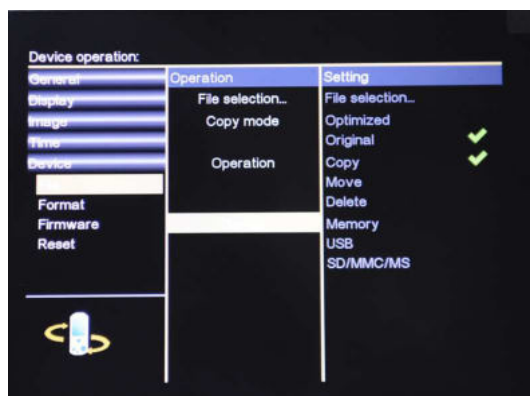 Device operation:
General
Operation
Setting
Display
File selection...
File selection...
Image
Copy mode
Optimized
Time
Original
Device
Operation
Copy
Move
Format
Delete
Firmware
Memory
Reset
USB
SD/MMC/MS